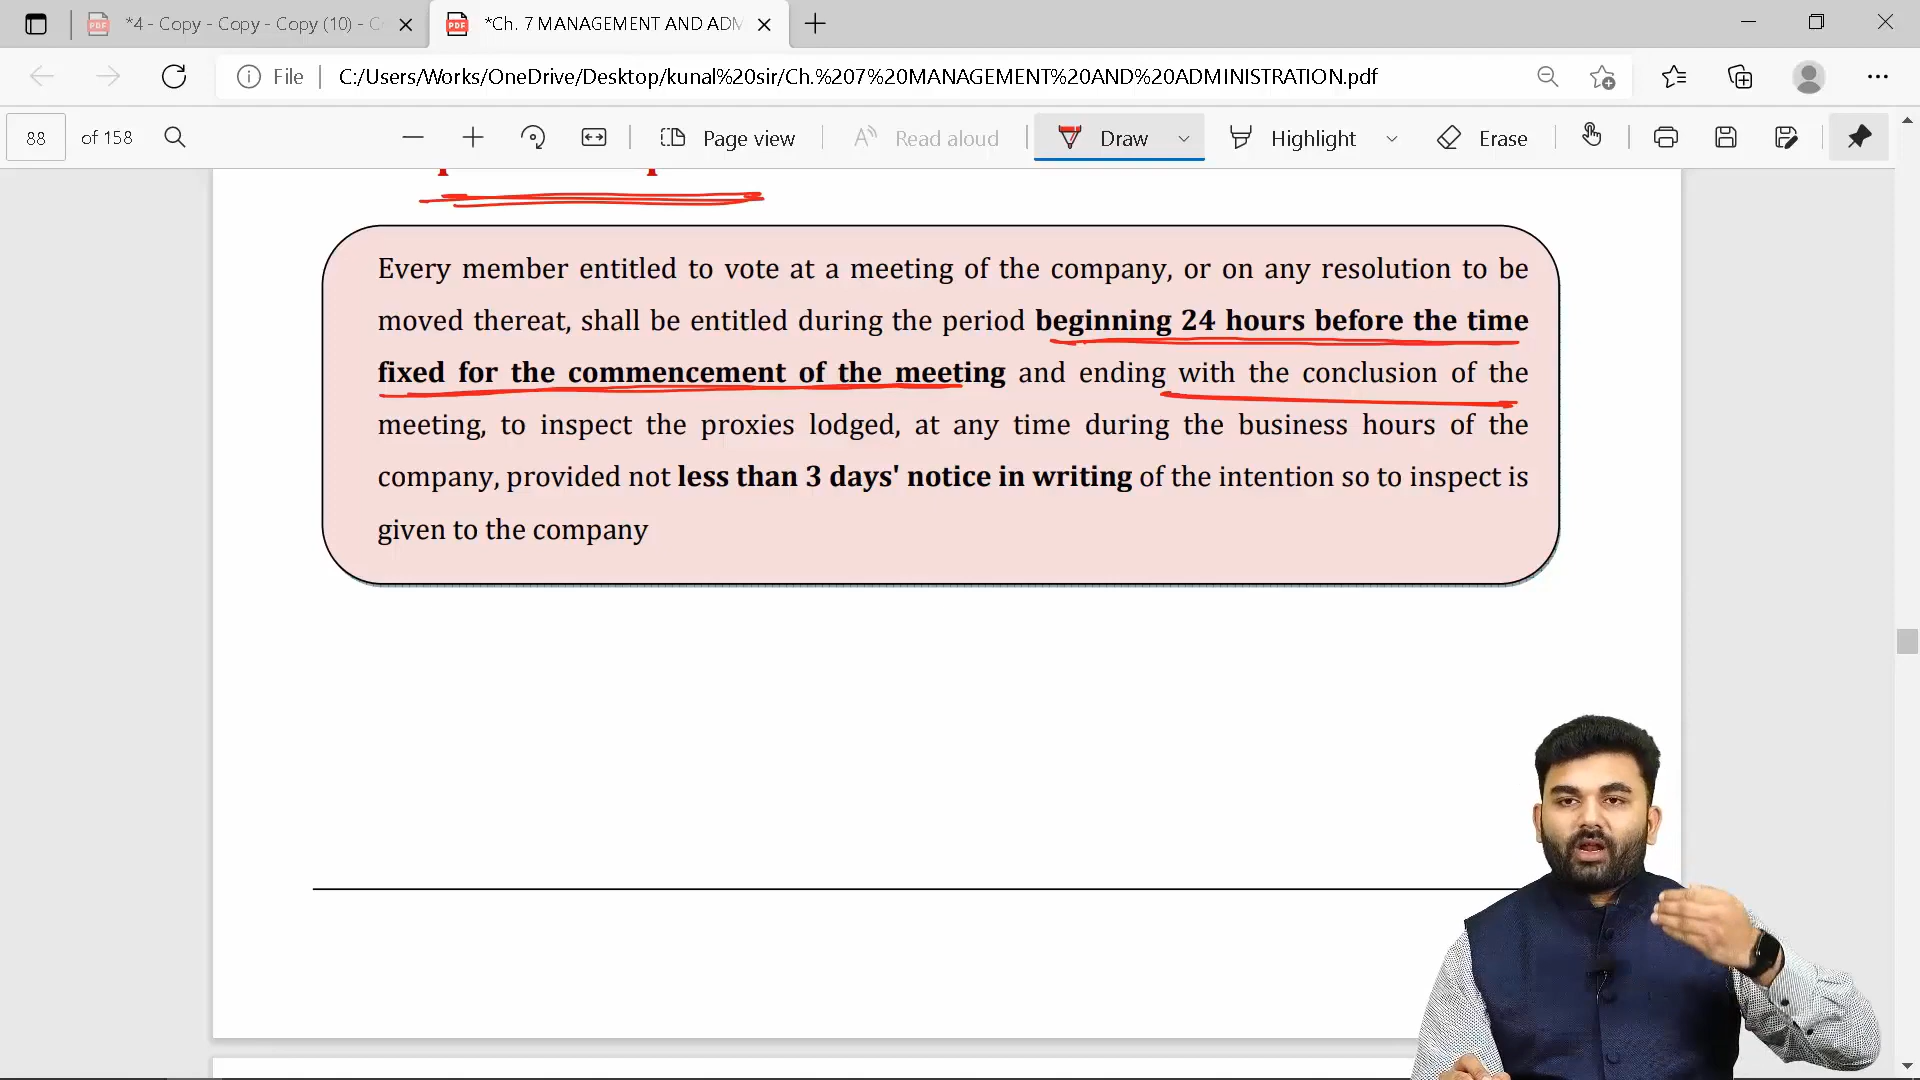 *4 - Copy - Copy - Copy (10) - C
*Ch. 7 MANAGEMENT AND ADM
File
C:/Users/Works/OneDrive/Desktop/kunal%20sir/Ch.%207%20MANAGEMENT%20AND%20ADMINISTRATION.pdf
88 of 158
Page view
Read aloud
Draw
Highlight
Erase
Every member entitled to vote at a meeting of the company, or on any resolution to be
moved thereat, shall be entitled during the period beginning 24 hours before the time
fixed for the commencement of the meeting and ending with the conclusion of the
meeting, to inspect the proxies lodged, at any time during the business hours of the
company, provided not less than 3 days' notice in writing of the intention so to inspect is
given to the company